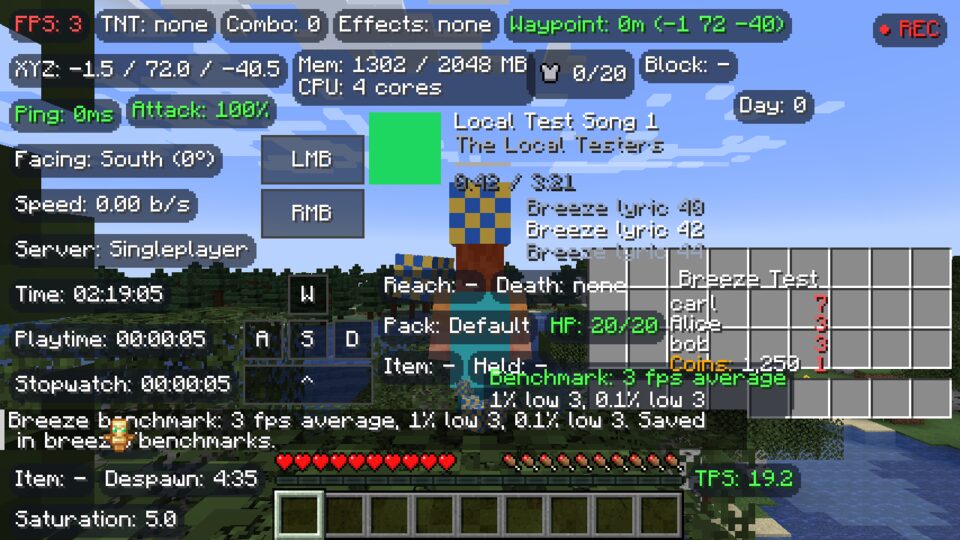 FPS: 3
TNT: none
Combo: 0
Effects: none
Waypoint: 0m (-1 72 -40)
● REC
XYZ: -1.5 / 72.0 / -40.5
Mem: 1302 / 2048 MB
CPU: 4 cores
0/20
Block: -
Ping: 0ms
Attack: 100%
Day: 0
Local Test Song 1
The Local Testers
0:42 / 3:21
Facing: South (0°)
LMB
Speed: 0.00 b/s
RMB
Breeze lyric 40
Breeze lyric 42
Breeze lyric 44
Server: Singleplayer
Time: 02:19:05
W
Reach: -
Death: none
Breeze Test
carl 7
Alice 3
bob 3
Coins: 1,250 1
Playtime: 00:00:05
A
S
D
Pack: Default
HP: 20/20
Item: -
Held: -
Stopwatch: 00:00:05
^
Benchmark: 3 fps average
1% low 3, 0.1% low 3
Breeze benchmark: 3 fps average, 1% low 3, 0.1% low 3. Saved
in breeze-benchmarks.
Item: -
Despawn: 4:35
TPS: 19.2
Saturation: 5.0